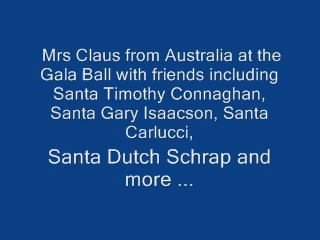 Mrs Claus from Australia at the
Gala Ball with friends including
Santa Timothy Connaghan,
Santa Gary Isaacson, Santa
Carlucci,
Santa Dutch Schrap and
more ...